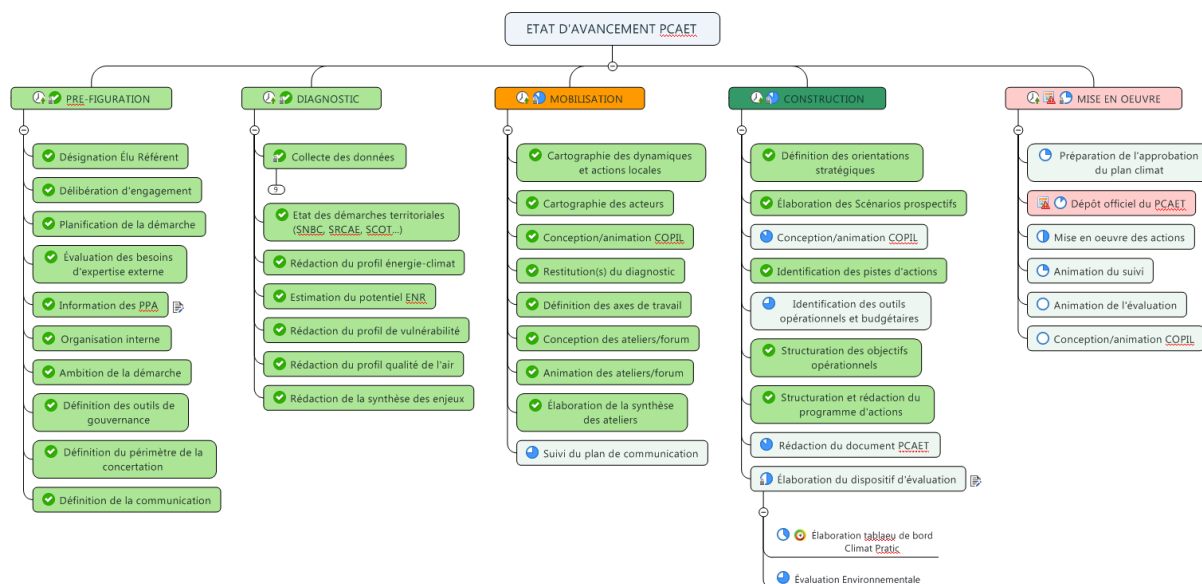 ETAT D'AVANCEMENT PCAET
PRE-FIGURATION
Désignation Élu Référent
Délibération d'engagement
Planification de la démarche
Évaluation des besoins
d'expertise externe
Information des PPA
Organisation interne
Ambition de la démarche
Définition des outils de
gouvernance
Définition du périmètre de la
concertation
Définition de la communication
DIAGNOSTIC
Collecte des données
9
Etat des démarches territoriales
(SNBC, SRCAE, SCOT...)
Rédaction du profil énergie-climat
Estimation du potentiel ENR
Rédaction du profil de vulnérabilité
Rédaction du profil qualité de l'air
Rédaction de la synthèse des enjeux
MOBILISATION
Cartographie des dynamiques
et actions locales
Cartographie des acteurs
Conception/animation COPIL
Restitution(s) du diagnostic
Définition des axes de travail
Conception des ateliers/forum
Animation des ateliers/forum
Élaboration de la synthèse
des ateliers
Suivi du plan de communication
CONSTRUCTION
Définition des orientations
stratégiques
Élaboration des Scénarios prospectifs
Conception/animation COPIL
Identification des pistes d'actions
Identification des outils
opérationnels et budgétaires
Structuration des objectifs
opérationnels
Structuration et rédaction du
programme d'actions
Rédaction du document PCAET
Élaboration du dispositif d'évaluation
Élaboration tablaeu de bord
Climat Pratic
Évaluation Environnementale
MISE EN OEUVRE
Préparation de l'approbation
du plan climat
Dépôt officiel du PCAET
Mise en oeuvre des actions
Animation du suivi
Animation de l'évaluation
Conception/animation COPIL